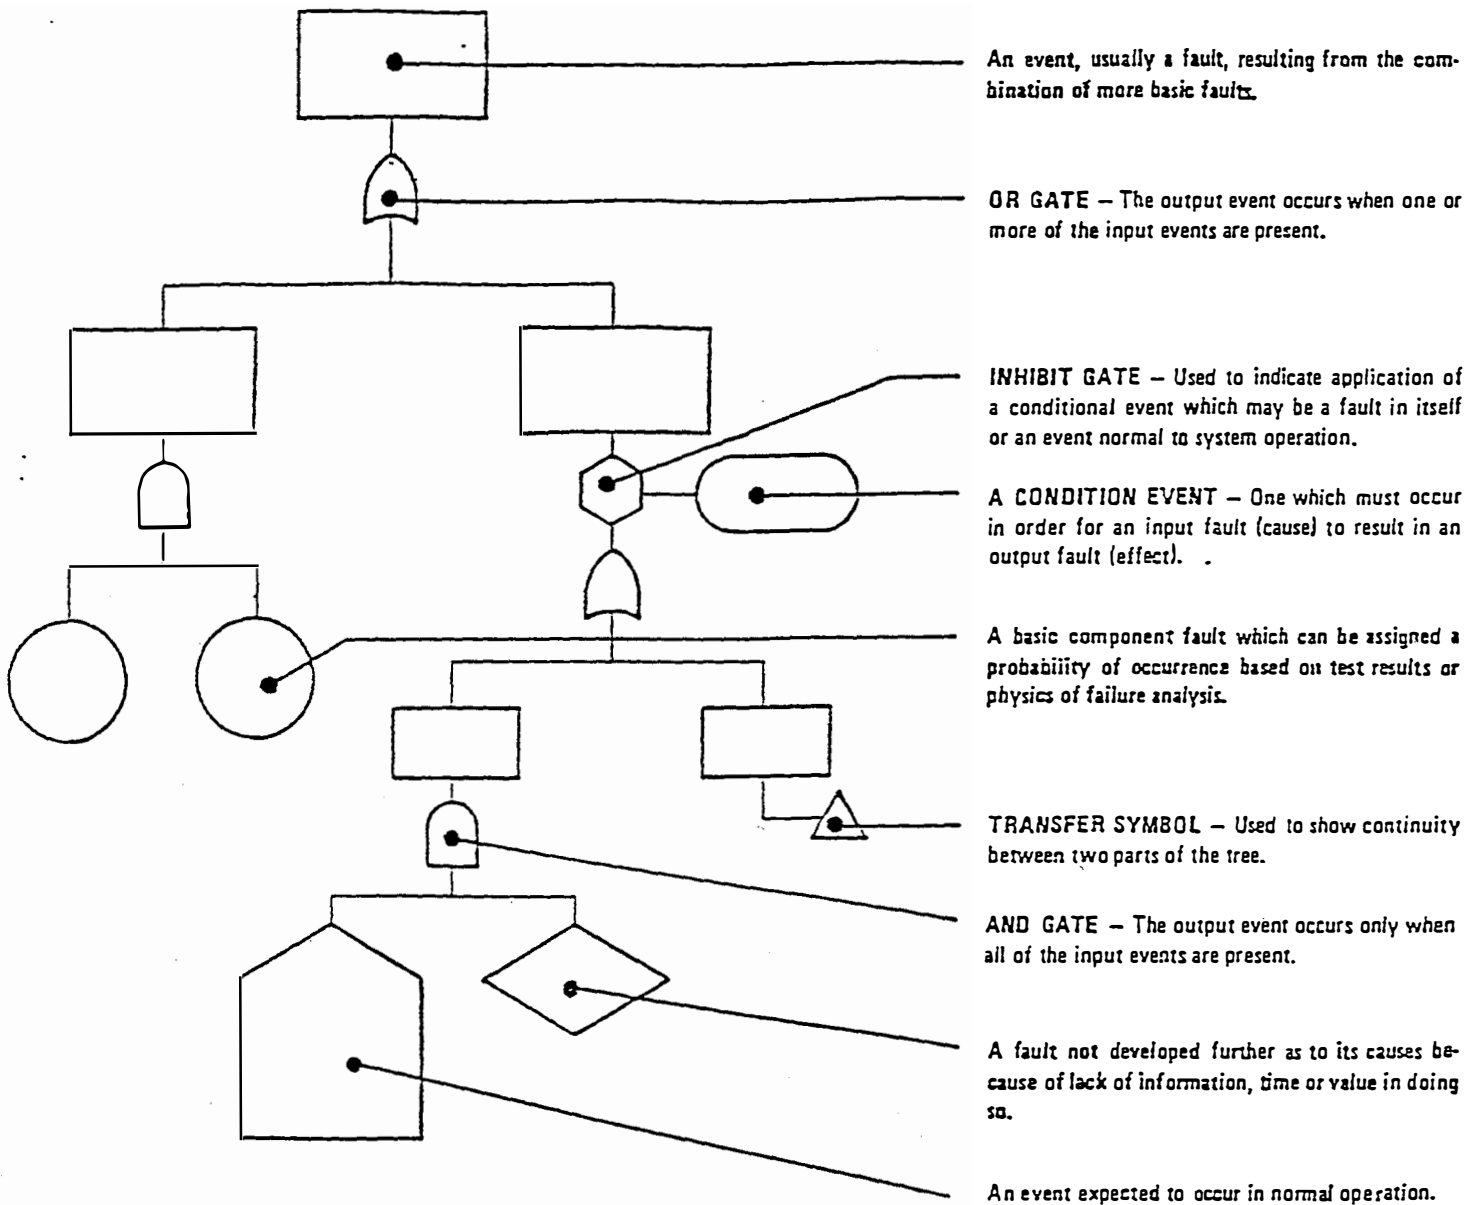 An event, usually a fault, resulting from the com-
bination of more basic faults.
OR GATE – The output event occurs when one or
more of the input events are present.
INHIBIT GATE – Used to indicate application of
a conditional event which may be a fault in itself
or an event normal to system operation.
A CONDITION EVENT – One which must occur
in order for an input fault (cause) to result in an
output fault (effect).
A basic component fault which can be assigned a
probability of occurrence based on test results or
physics of failure analysis.
TRANSFER SYMBOL – Used to show continuity
between two parts of the tree.
AND GATE – The output event occurs only when
all of the input events are present.
A fault not developed further as to its causes be-
cause of lack of information, time or value in doing
so.
An event expected to occur in normal operation.